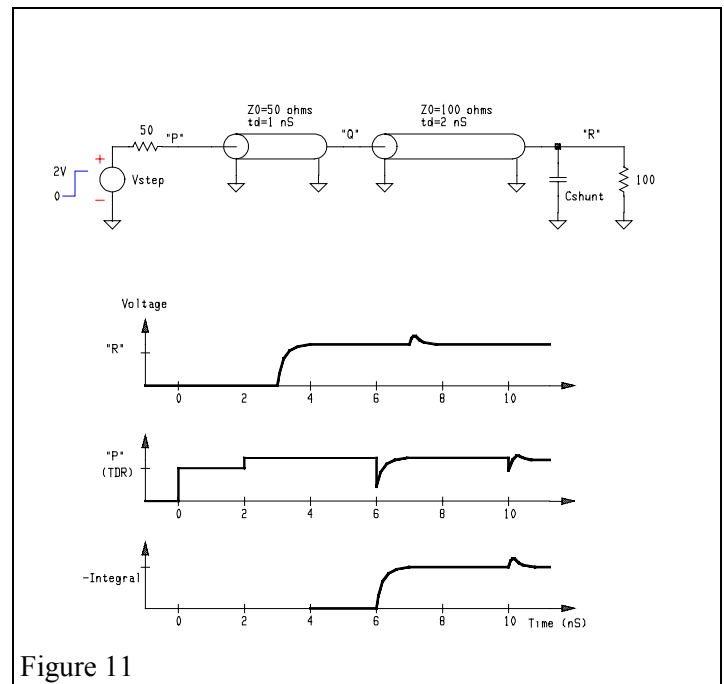 Z0=50 ohms
td=1 nS
Z0=100 ohms
td=2 nS
50
"P"
"Q"
"R"
+
2V
0
Vstep
−
Cshunt
100
Voltage
"R"
0 2 4 6 8 10
"P"
(TDR)
0 2 4 6 8 10
-Integral
0 2 4 6 8 10 Time (nS)
Figure 11